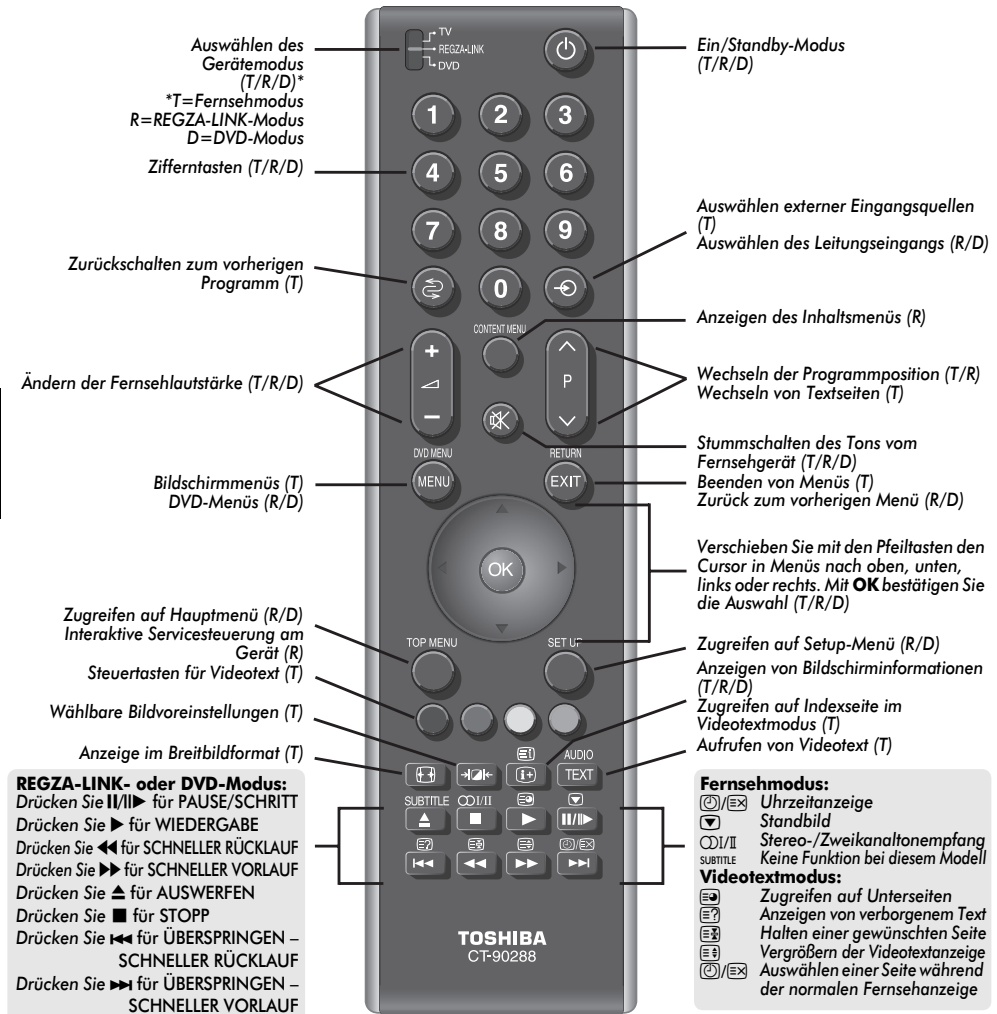 Auswählen des
Gerätemodus
(T/R/D)*
*T=Fernsehmodus
R=REGZA-LINK-Modus
D=DVD-Modus
Zifferntasten (T/R/D)
Zurückschalten zum vorherigen
Programm (T)
Ändern der Fernsehlautstärke (T/R/D)
Bildschirmmenüs (T)
DVD-Menüs (R/D)
Zugreifen auf Hauptmenü (R/D)
Interaktive Servicesteuerung am
Gerät (R)
Steuertasten für Videotext (T)
Wählbare Bildvoreinstellungen (T)
Anzeige im Breitbildformat (T)
REGZA-LINK- oder DVD-Modus:
Drücken Sie II/II▶ für PAUSE/SCHRITT
Drücken Sie ▶ für WIEDERGABE
Drücken Sie ◀◀ für SCHNELLER RÜCKLAUF
Drücken Sie ▶▶ für SCHNELLER VORLAUF
Drücken Sie ⏏ für AUSWERFEN
Drücken Sie ■ für STOPP
Drücken Sie ⏮ für ÜBERSPRINGEN –
SCHNELLER RÜCKLAUF
Drücken Sie ⏭ für ÜBERSPRINGEN –
SCHNELLER VORLAUF
TV
REGZA-LINK
DVD
1 2 3
4 5 6
7 8 9
0
CONTENT MENU
+ P
−
DVD MENU RETURN
MENU EXIT
OK
TOP MENU SET UP
AUDIO
i+ TEXT
SUBTITLE I/II
⏏ ■ ▶ II/II▶
⏮ ◀◀ ▶▶ ⏭
TOSHIBA
CT-90288
Ein/Standby-Modus
(T/R/D)
Auswählen externer Eingangsquellen
(T)
Auswählen des Leitungseingangs (R/D)
Anzeigen des Inhaltsmenüs (R)
Wechseln der Programmposition (T/R)
Wechseln von Textseiten (T)
Stummschalten des Tons vom
Fernsehgerät (T/R/D)
Beenden von Menüs (T)
Zurück zum vorherigen Menü (R/D)
Verschieben Sie mit den Pfeiltasten den
Cursor in Menüs nach oben, unten,
links oder rechts. Mit OK bestätigen Sie
die Auswahl (T/R/D)
Zugreifen auf Setup-Menü (R/D)
Anzeigen von Bildschirminformationen
(T/R/D)
Zugreifen auf Indexseite im
Videotextmodus (T)
Aufrufen von Videotext (T)
Fernsehmodus:
Uhrzeitanzeige
Standbild
I/II Stereo-/Zweikanaltonempfang
SUBTITLE Keine Funktion bei diesem Modell
Videotextmodus:
Zugreifen auf Unterseiten
Anzeigen von verborgenem Text
Halten einer gewünschten Seite
Vergrößern der Videotextanzeige
Auswählen einer Seite während
der normalen Fernsehanzeige